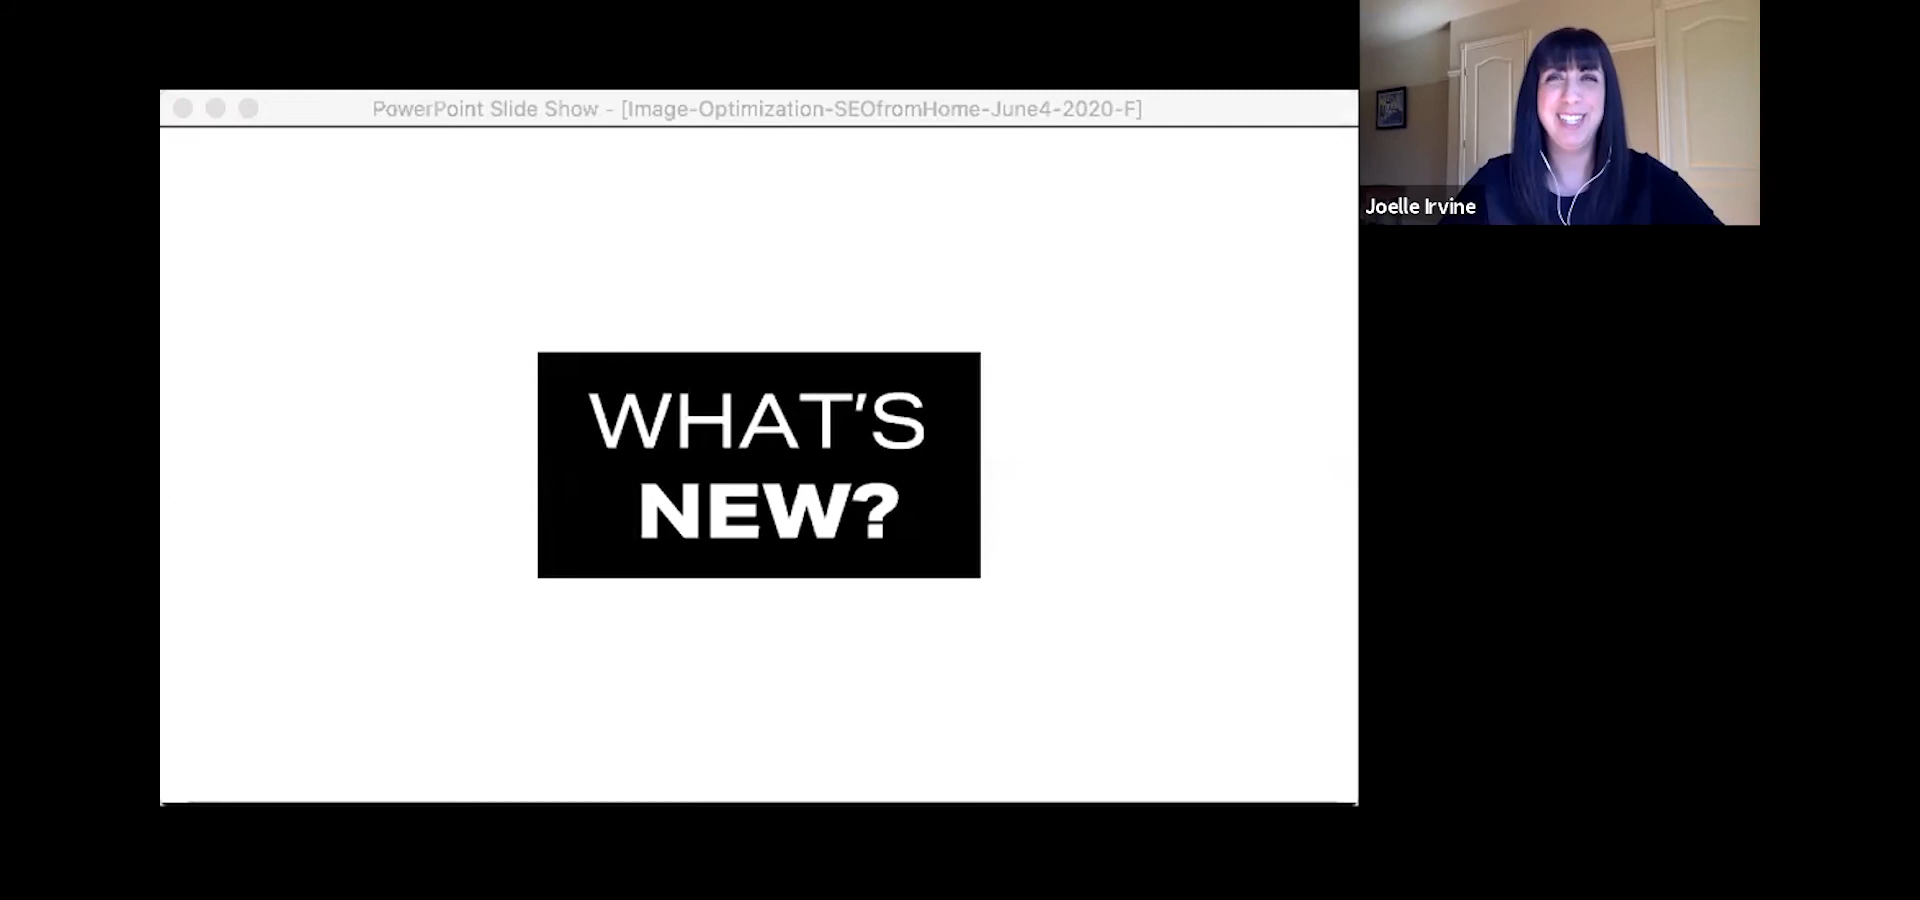 PowerPoint Slide Show - [Image-Optimization-SEOfromHome-June4-2020-F]
Joelle Irvine
WHAT'S
NEW?